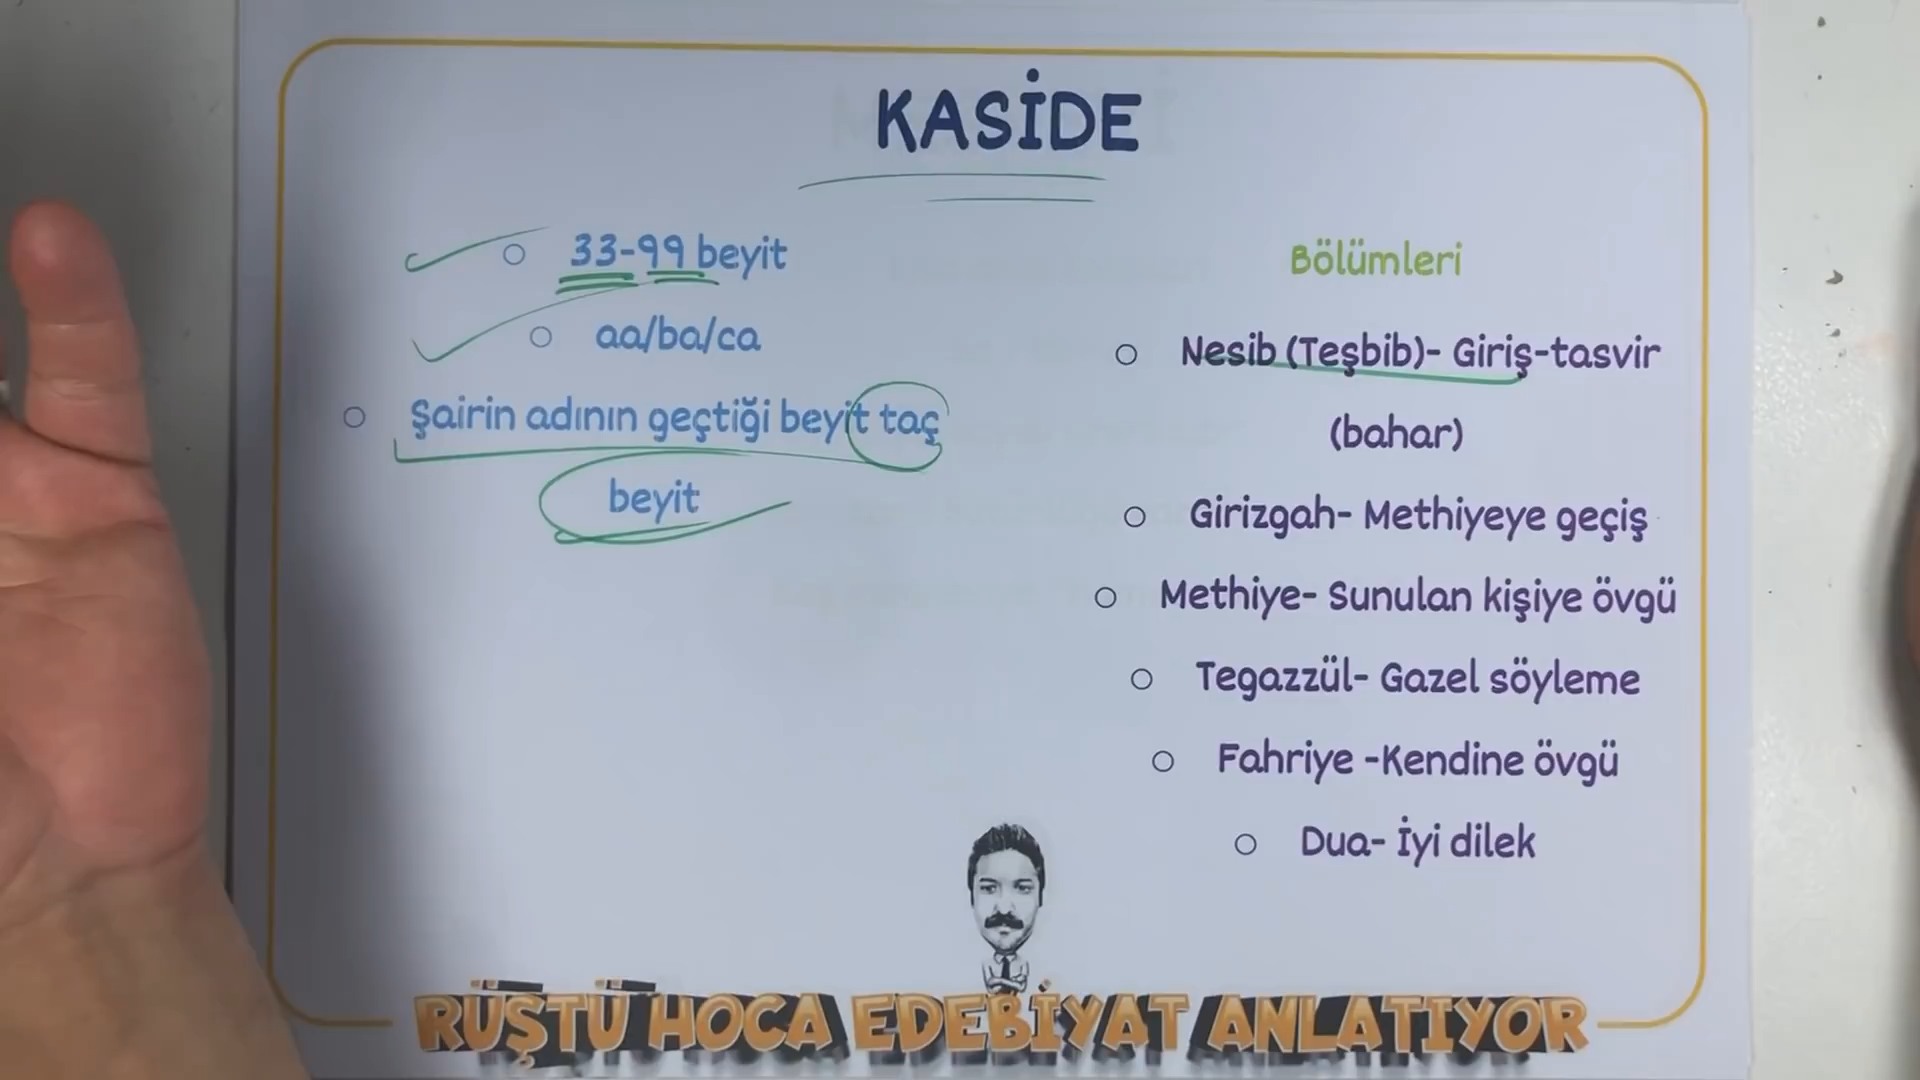 KASİDE
33-99 beyit
aa/ba/ca
Şairin adının geçtiği beyit taç
beyit
Bölümleri
Nesib (Teşbib)- Giriş-tasvir
(bahar)
Girizgah- Methiyeye geçiş
Methiye- Sunulan kişiye övgü
Tegazzül- Gazel söyleme
Fahriye -Kendine övgü
Dua- İyi dilek
RÜŞTÜ HOCA EDEBİYAT ANLATIYOR